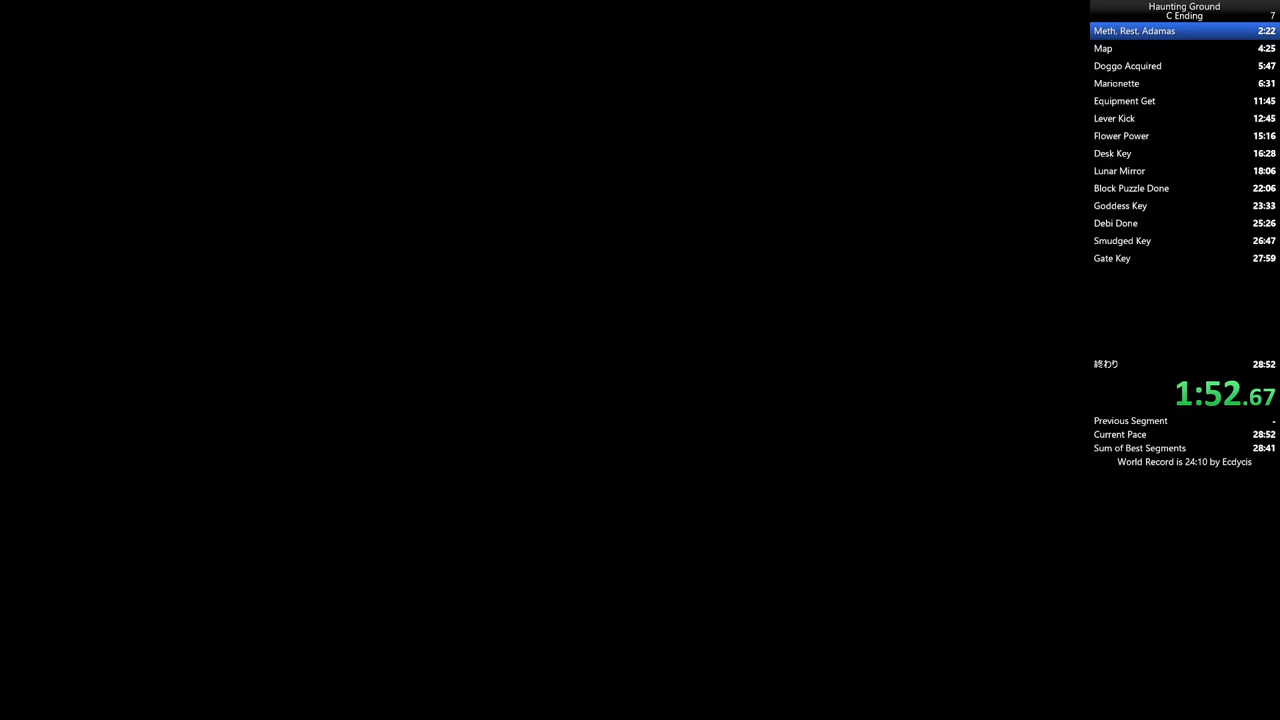 Haunting Ground
C Ending 7
Meth, Rest, Adamas 2:22
Map 4:25
Doggo Acquired 5:47
Marionette 6:31
Equipment Get 11:45
Lever Kick 12:45
Flower Power 15:16
Desk Key 16:28
Lunar Mirror 18:06
Block Puzzle Done 22:06
Goddess Key 23:33
Debi Done 25:26
Smudged Key 26:47
Gate Key 27:59
終わり 28:52
1:52.67
Previous Segment -
Current Pace 28:52
Sum of Best Segments 28:41
World Record is 24:10 by Ecdycis